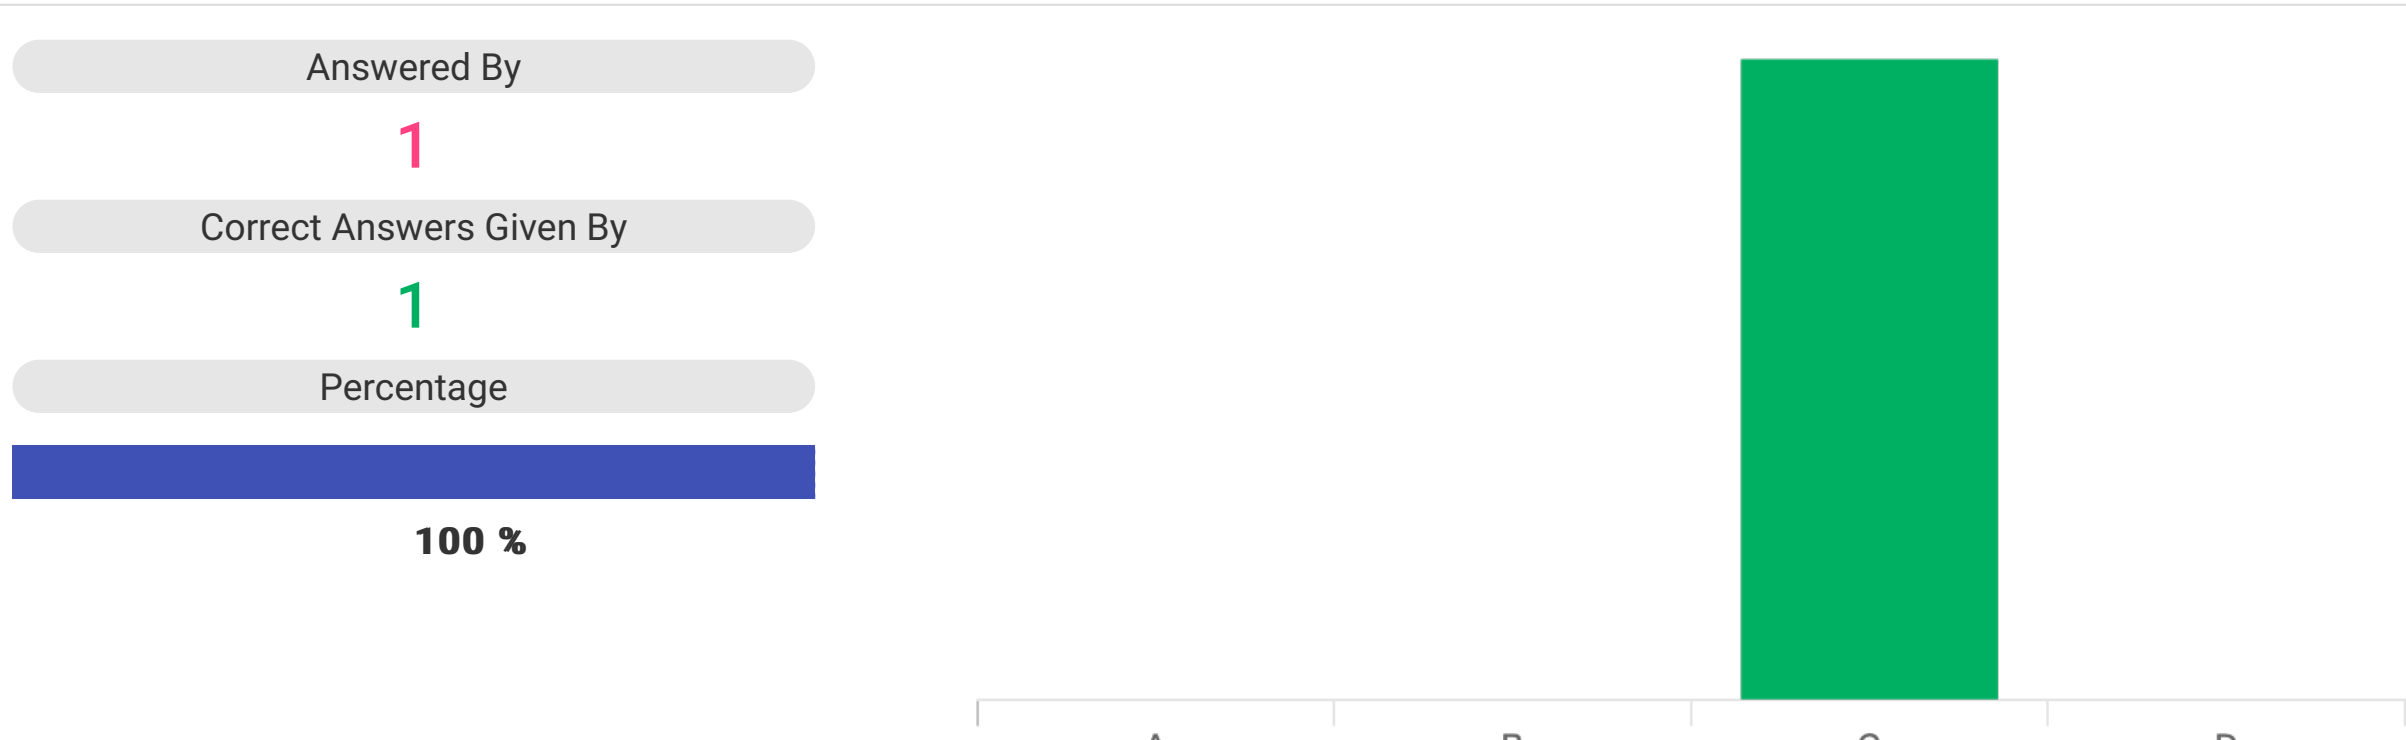 Answered By
1
Correct Answers Given By
1
Percentage
100 %
A B C D